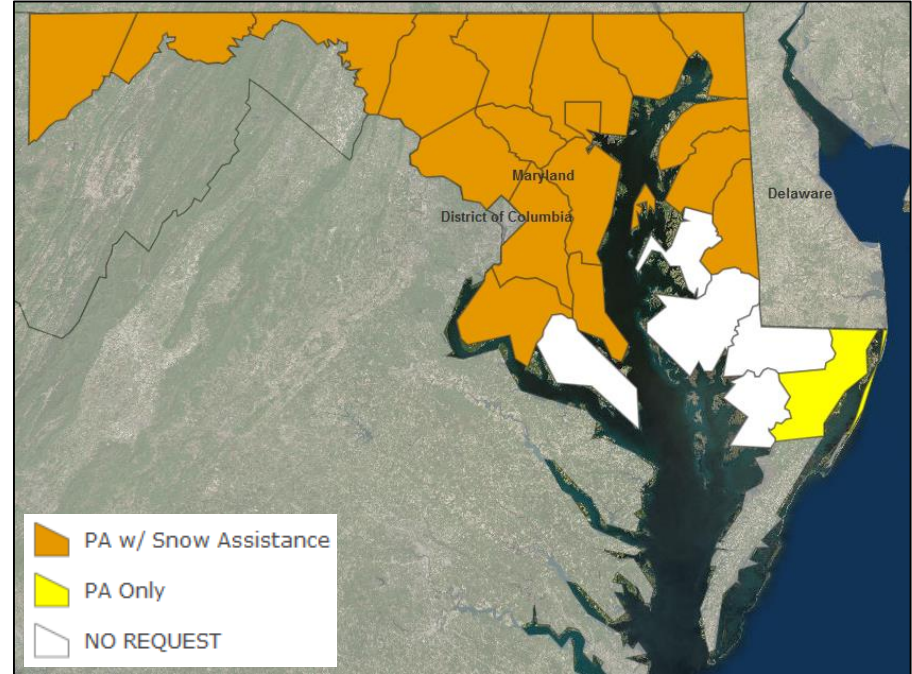 Maryland
Delaware
District of Columbia
PA w/ Snow Assistance
PA Only
NO REQUEST